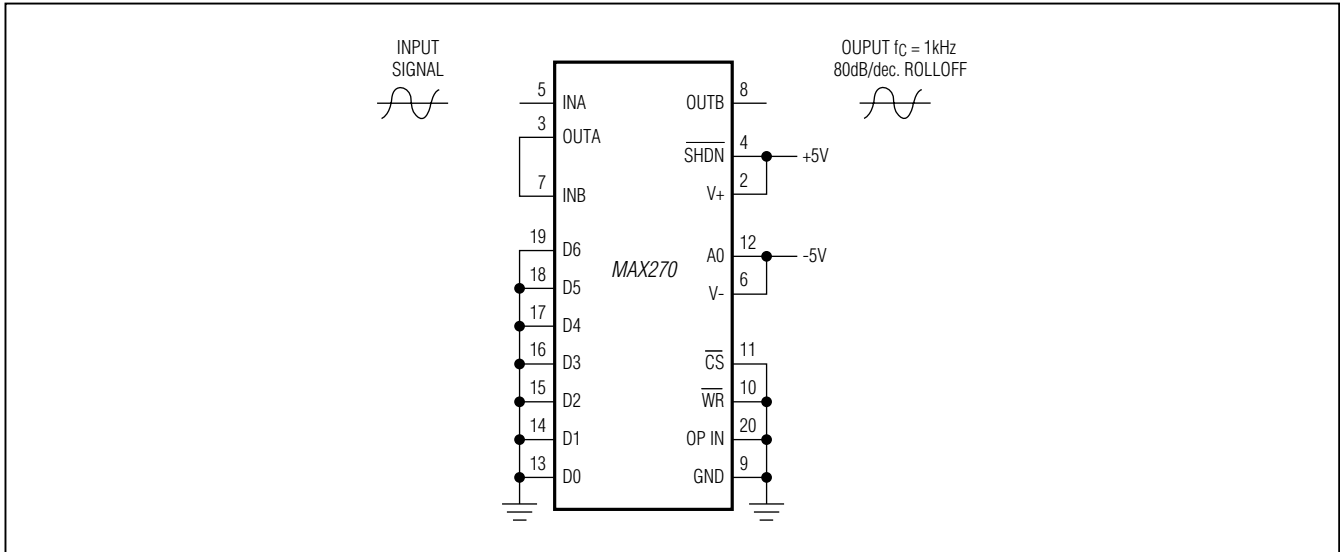 INPUT
SIGNAL
OUPUT fC = 1kHz
80dB/dec. ROLLOFF
5 INA
3 OUTA
7 INB
19 D6
18 D5
17 D4
16 D3
15 D2
14 D1
13 D0
MAX270
OUTB 8
SHDN 4
+5V
V+ 2
A0 12
-5V
V- 6
CS 11
WR 10
OP IN 20
GND 9